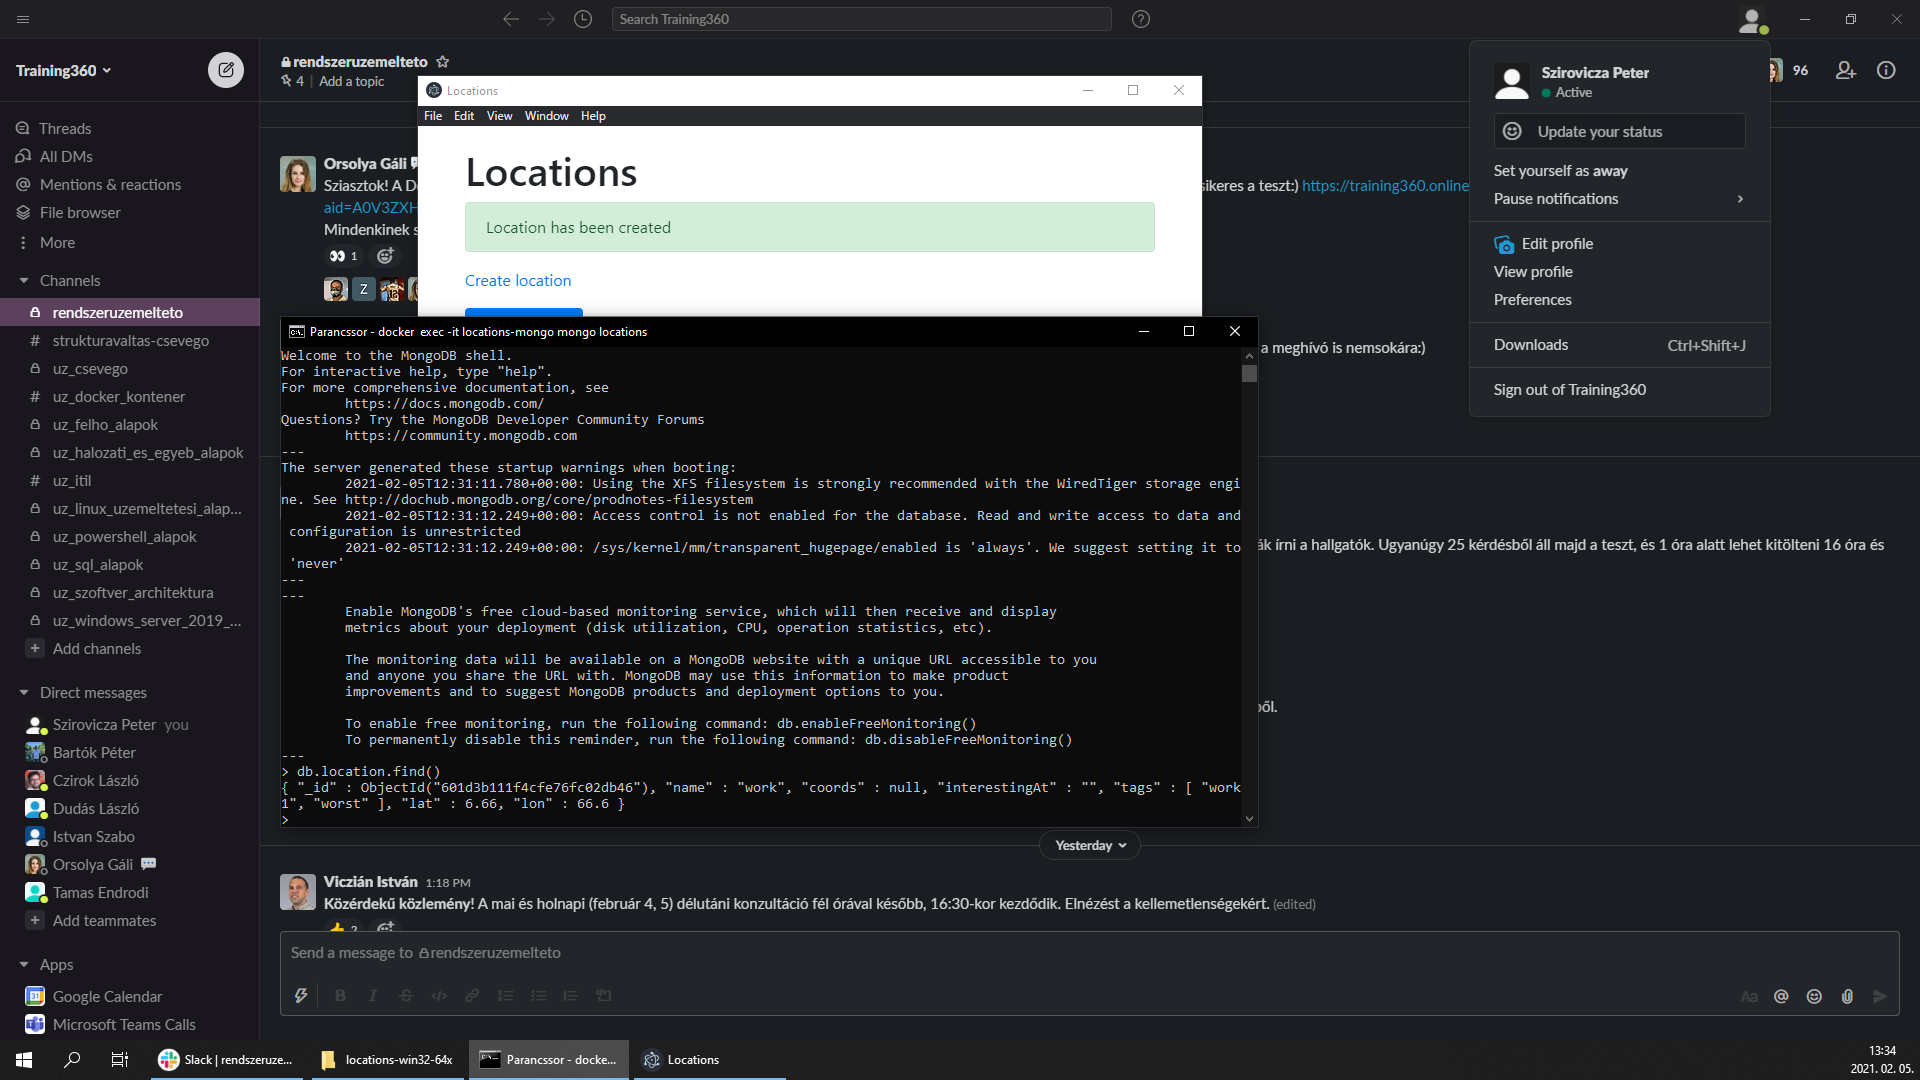 Search Training360
Training360
rendszeruzemelteto
4 | Add a topic
96
Threads
All DMs
Mentions & reactions
File browser
More
Channels
rendszeruzemelteto
# strukturavaltas-csevego
uz_csevego
# uz_docker_kontener
uz_felho_alapok
uz_halozati_es_egyeb_alapok
# uz_itil
uz_linux_uzemeltetesi_alap...
uz_powershell_alapok
uz_sql_alapok
uz_szoftver_architektura
uz_windows_server_2019_...
+ Add channels
Direct messages
Szirovicza Peter you
Bartók Péter
Czirok László
Dudás László
Istvan Szabo
Orsolya Gáli
Tamas Endrodi
+ Add teammates
Apps
Google Calendar
Microsoft Teams Calls
Orsolya Gáli
Sziasztok! A D
sikeres a teszt:) https://training360.online
aid=A0V3ZXH
Mindenkinek s
1
Z
a meghívó is nemsokára:)
ák írni a hallgatók. Ugyanúgy 25 kérdésből áll majd a teszt, és 1 óra alatt lehet kitölteni 16 óra és
ből.
Locations
File Edit View Window Help
Locations
Location has been created
Create location
Parancssor - docker exec -it locations-mongo mongo locations
Welcome to the MongoDB shell.
For interactive help, type "help".
For more comprehensive documentation, see
https://docs.mongodb.com/
Questions? Try the MongoDB Developer Community Forums
https://community.mongodb.com
---
The server generated these startup warnings when booting:
2021-02-05T12:31:11.780+00:00: Using the XFS filesystem is strongly recommended with the WiredTiger storage engi
ne. See http://dochub.mongodb.org/core/prodnotes-filesystem
2021-02-05T12:31:12.249+00:00: Access control is not enabled for the database. Read and write access to data and
configuration is unrestricted
2021-02-05T12:31:12.249+00:00: /sys/kernel/mm/transparent_hugepage/enabled is 'always'. We suggest setting it to
'never'
---
---
Enable MongoDB's free cloud-based monitoring service, which will then receive and display
metrics about your deployment (disk utilization, CPU, operation statistics, etc).
The monitoring data will be available on a MongoDB website with a unique URL accessible to you
and anyone you share the URL with. MongoDB may use this information to make product
improvements and to suggest MongoDB products and deployment options to you.
To enable free monitoring, run the following command: db.enableFreeMonitoring()
To permanently disable this reminder, run the following command: db.disableFreeMonitoring()
---
> db.location.find()
{ "_id" : ObjectId("601d3b111f4cfe76fc02db46"), "name" : "work", "coords" : null, "interestingAt" : "", "tags" : [ "work
1", "worst" ], "lat" : 6.66, "lon" : 66.6 }
>
Szirovicza Peter
Active
Update your status
Set yourself as away
Pause notifications
Edit profile
View profile
Preferences
Downloads Ctrl+Shift+J
Sign out of Training360
Yesterday
Viczián István 1:18 PM
Közérdekű közlemény! A mai és holnapi (február 4, 5) délutáni konzultáció fél órával később, 16:30-kor kezdődik. Elnézést a kellemetlenségekért. (edited)
2
Send a message to rendszeruzemelteto
B I S
Aa @
Slack | rendszeruze...
locations-win32-64x
Parancssor - docke...
Locations
13:34
2021. 02. 05.